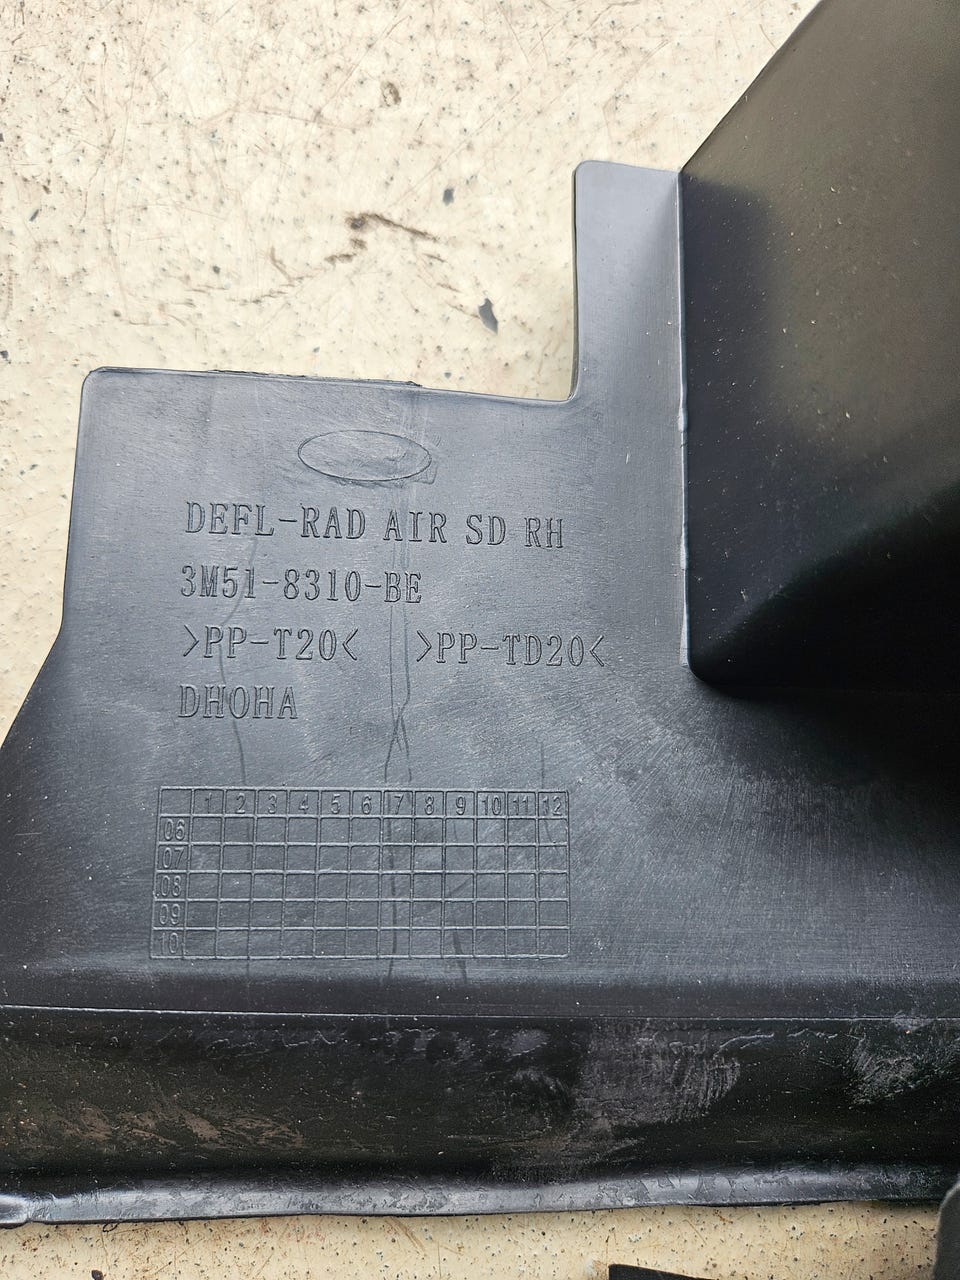 DEFL-RAD AIR SD RH
3M51-8310-BE
>PP-T20< >PP-TD20<
DHOHA
1 2 3 4 5 6 7 8 9 10 11 12
06
07
08
09
10